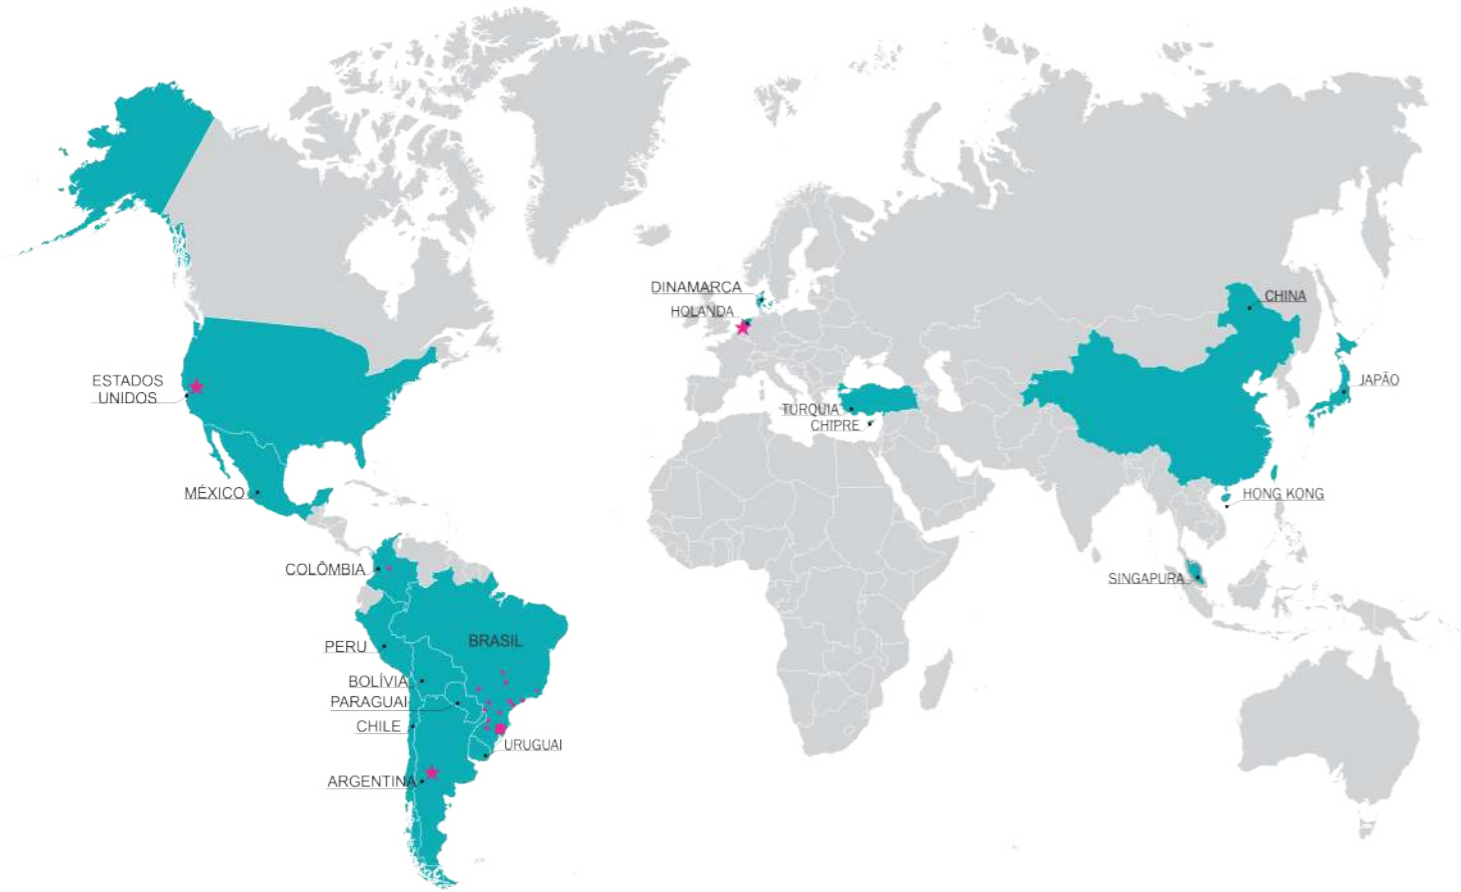 DINAMARCA
HOLANDA
CHINA
ESTADOS
UNIDOS
JAPÃO
TURQUIA
CHIPRE
MÉXICO
HONG KONG
COLÔMBIA
SINGAPURA
BRASIL
PERU
BOLÍVIA
PARAGUAI
CHILE
URUGUAI
ARGENTINA